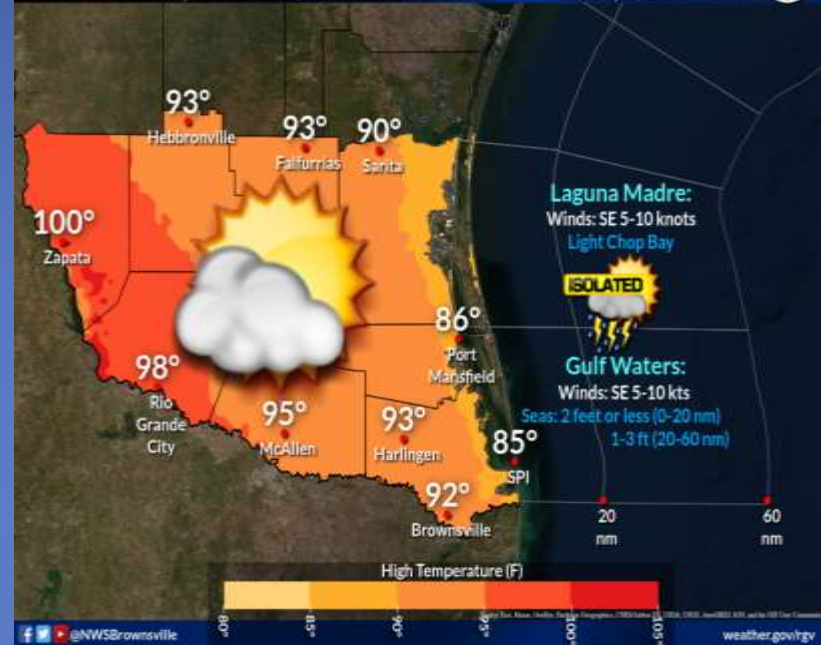 93°
Hebbronville
93°
Falfurrias
90°
Sarita
100°
Zapata
Laguna Madre:
Winds: SE 5-10 knots
Light Chop Bay
ISOLATED
86°
Port
Mansfield
98°
Rio
Grande
City
Gulf Waters:
Winds: SE 5-10 kts
Seas: 2 feet or less (0-20 nm)
1-3 ft (20-60 nm)
95°
McAllen
93°
Harlingen
85°
SPI
92°
Brownsville
20
nm
60
nm
High Temperature (F)
80°
85°
90°
95°
100°
105°
@NWSBrownsville
weather.gov/rgv